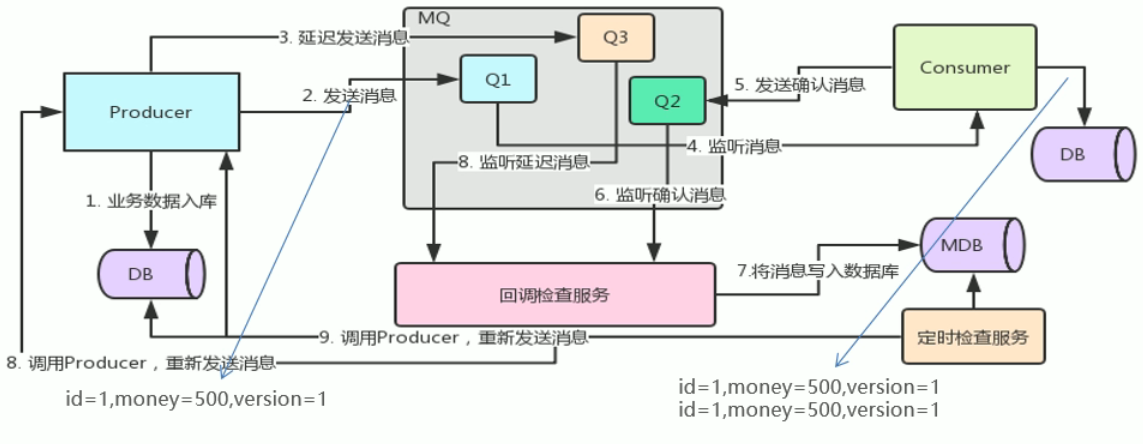 MQ
3. 延迟发送消息
Q3
Q1
Consumer
5. 发送确认消息
2. 发送消息
Q2
Producer
4. 监听消息
DB
8. 监听延迟消息
6. 监听确认消息
1. 业务数据入库
MDB
DB
7.将消息写入数据库
回调检查服务
9. 调用Producer，重新发送消息
定时检查服务
8. 调用Producer，重新发送消息
id=1,money=500,version=1
id=1,money=500,version=1
id=1,money=500,version=1